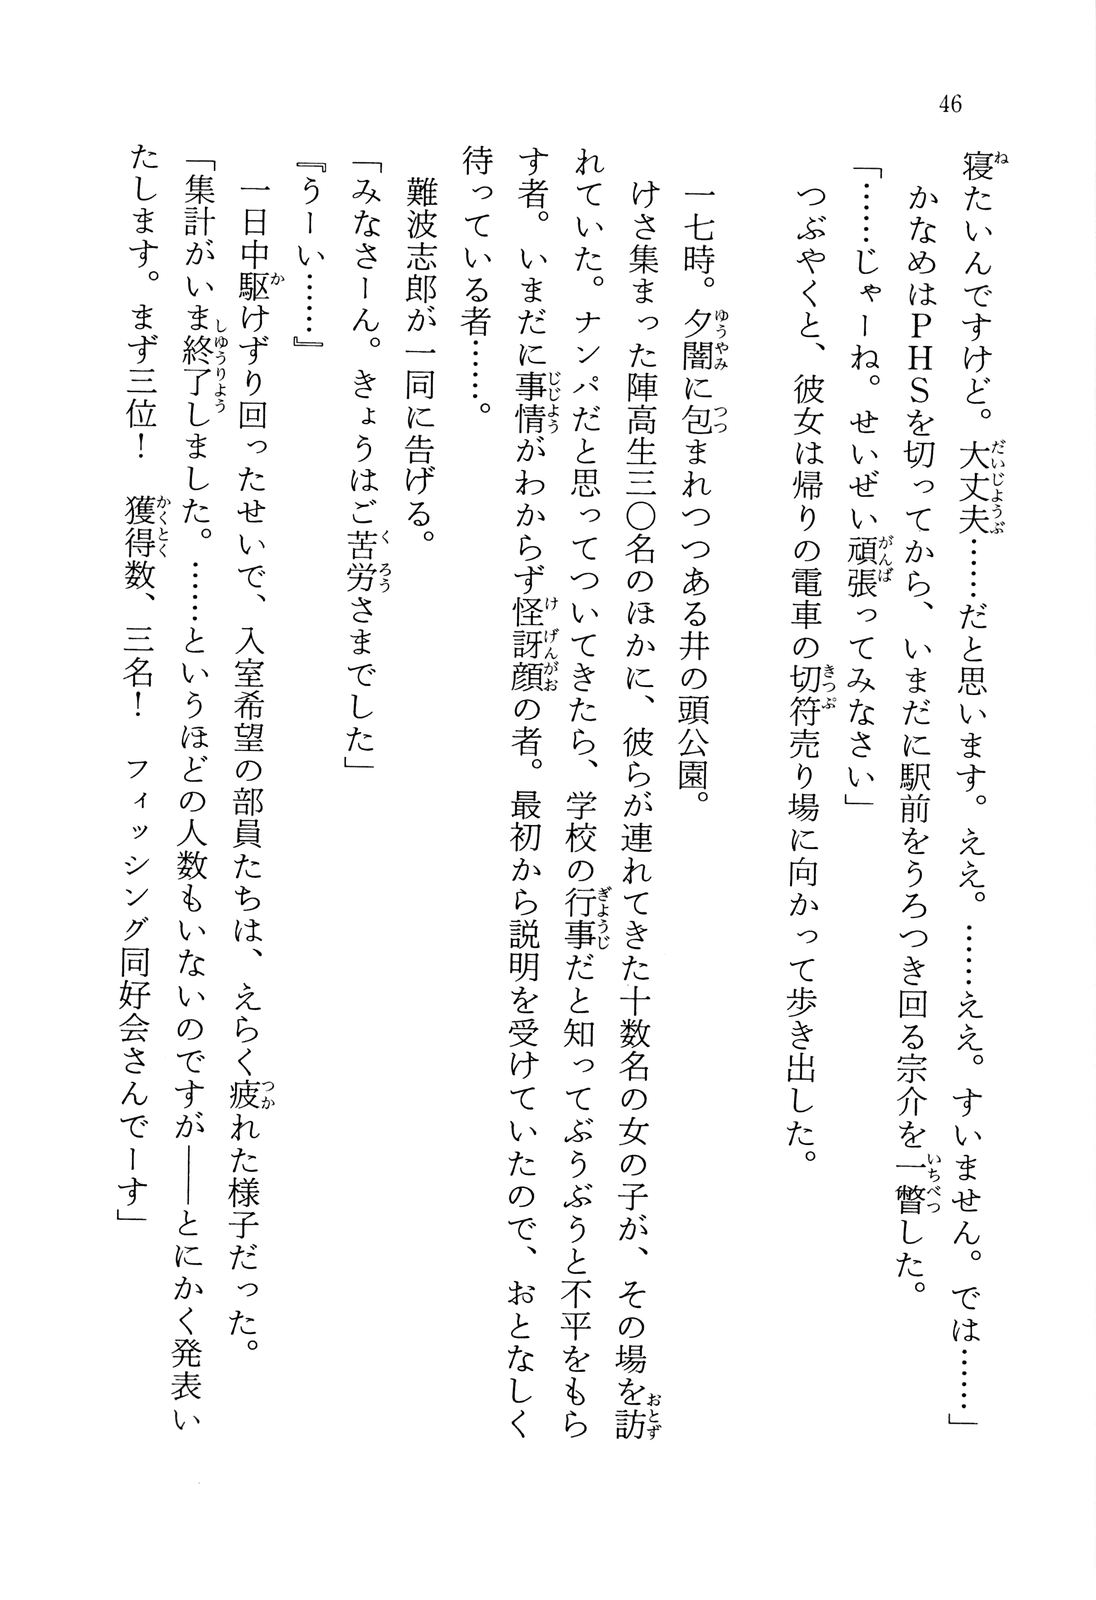 46
寝たいんですけど。大丈夫……だと思います。ええ。……ええ。すいません。では……」
　かなめはＰＨＳを切ってから、いまだに駅前をうろつき回る宗介を一瞥した。
「……じゃーね。せいぜい頑張ってみなさい」
　つぶやくと、彼女は帰りの電車の切符売り場に向かって歩き出した。
　一七時。夕闇に包まれつつある井の頭公園。
　けさ集まった陣高生三〇名のほかに、彼らが連れてきた十数名の女の子が、その場を訪
れていた。ナンパだと思ってついてきたら、学校の行事だと知ってぶうぶうと不平をもら
す者。いまだに事情がわからず怪訝顔の者。最初から説明を受けていたので、おとなしく
待っている者……。
　難波志郎が一同に告げる。
「みなさーん。きょうはご苦労さまでした」
『うーい……』
　一日中駆けずり回ったせいで、入室希望の部員たちは、えらく疲れた様子だった。
「集計がいま終了しました。……というほどの人数もいないのですが――とにかく発表い
たします。まず三位！　獲得数、三名！　フィッシング同好会さんでーす」